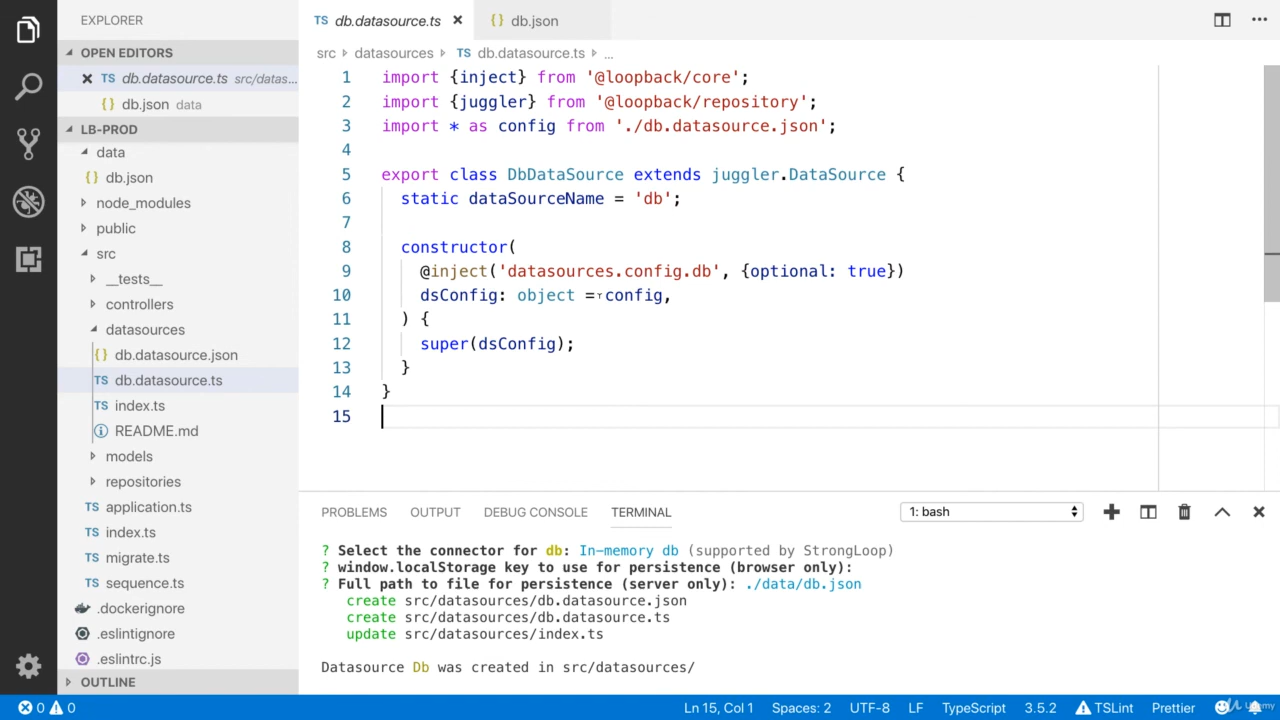 EXPLORER
OPEN EDITORS
TS db.datasource.ts src/datas...
{} db.json data
LB-PROD
data
{} db.json
node_modules
public
src
__tests__
controllers
datasources
{} db.datasource.json
TS db.datasource.ts
TS index.ts
README.md
models
repositories
TS application.ts
TS index.ts
TS migrate.ts
TS sequence.ts
.dockerignore
.eslintignore
.eslintrc.js
OUTLINE
TS db.datasource.ts
{} db.json
src datasources TS db.datasource.ts ...
1 import {inject} from '@loopback/core';
2 import {juggler} from '@loopback/repository';
3 import * as config from './db.datasource.json';
4
5 export class DbDataSource extends juggler.DataSource {
6 static dataSourceName = 'db';
7
8 constructor(
9 @inject('datasources.config.db', {optional: true})
10 dsConfig: object = config,
11 ) {
12 super(dsConfig);
13 }
14 }
15
PROBLEMS OUTPUT DEBUG CONSOLE TERMINAL 1: bash
? Select the connector for db: In-memory db (supported by StrongLoop)
? window.localStorage key to use for persistence (browser only):
? Full path to file for persistence (server only): ./data/db.json
create src/datasources/db.datasource.json
create src/datasources/db.datasource.ts
update src/datasources/index.ts
Datasource Db was created in src/datasources/
0 0 Ln 15, Col 1 Spaces: 2 UTF-8 LF TypeScript 3.5.2 TSLint Prettier
Udemy